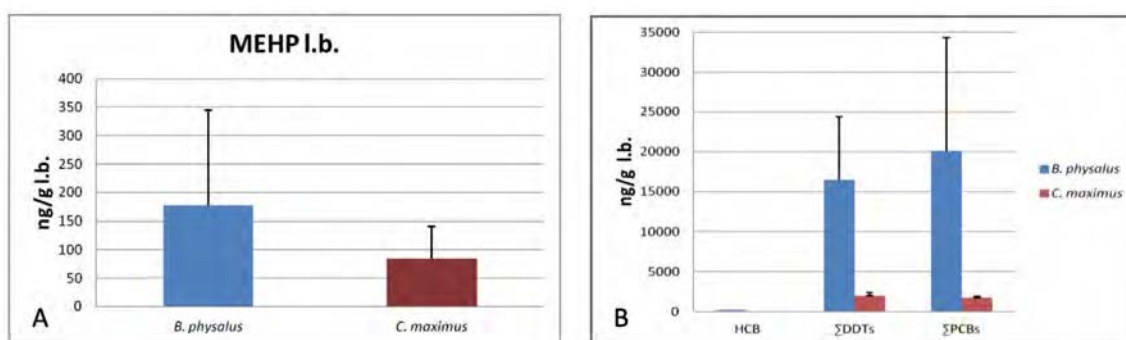 MEHP l.b.
ng/g l.b.
400
350
300
250
200
150
100
50
0
B. physalus
C. maximus
A
ng/g l.b.
35000
30000
25000
20000
15000
10000
5000
0
HCB
∑DDTs
∑PCBs
B. physalus
C. maximus
B